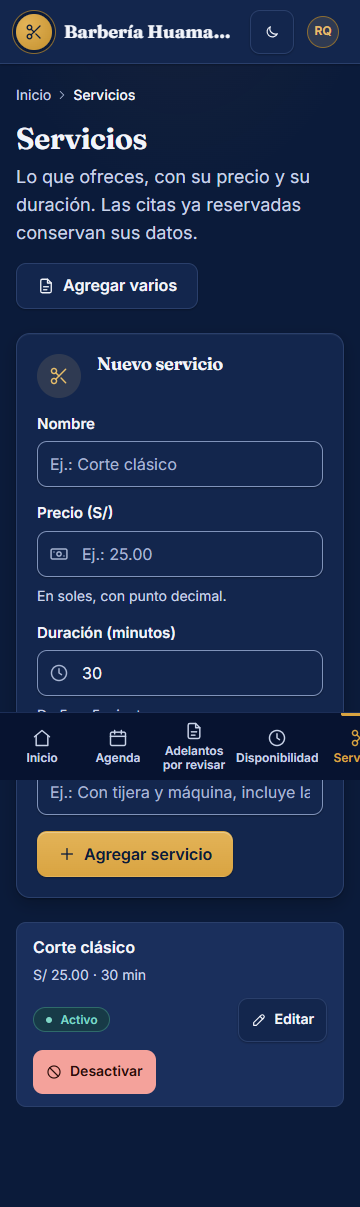 Barbería Huama...
RQ
Inicio > Servicios
Servicios
Lo que ofreces, con su precio y su
duración. Las citas ya reservadas
conservan sus datos.
Agregar varios
Nuevo servicio
Nombre
Ej.: Corte clásico
Precio (S/)
Ej.: 25.00
En soles, con punto decimal.
Duración (minutos)
30
Inicio
Agenda
Adelantos
por revisar
Disponibilidad
Serv
Ej.: Con tijera y máquina, incluye la
Agregar servicio
Corte clásico
S/ 25.00 · 30 min
Activo
Editar
Desactivar